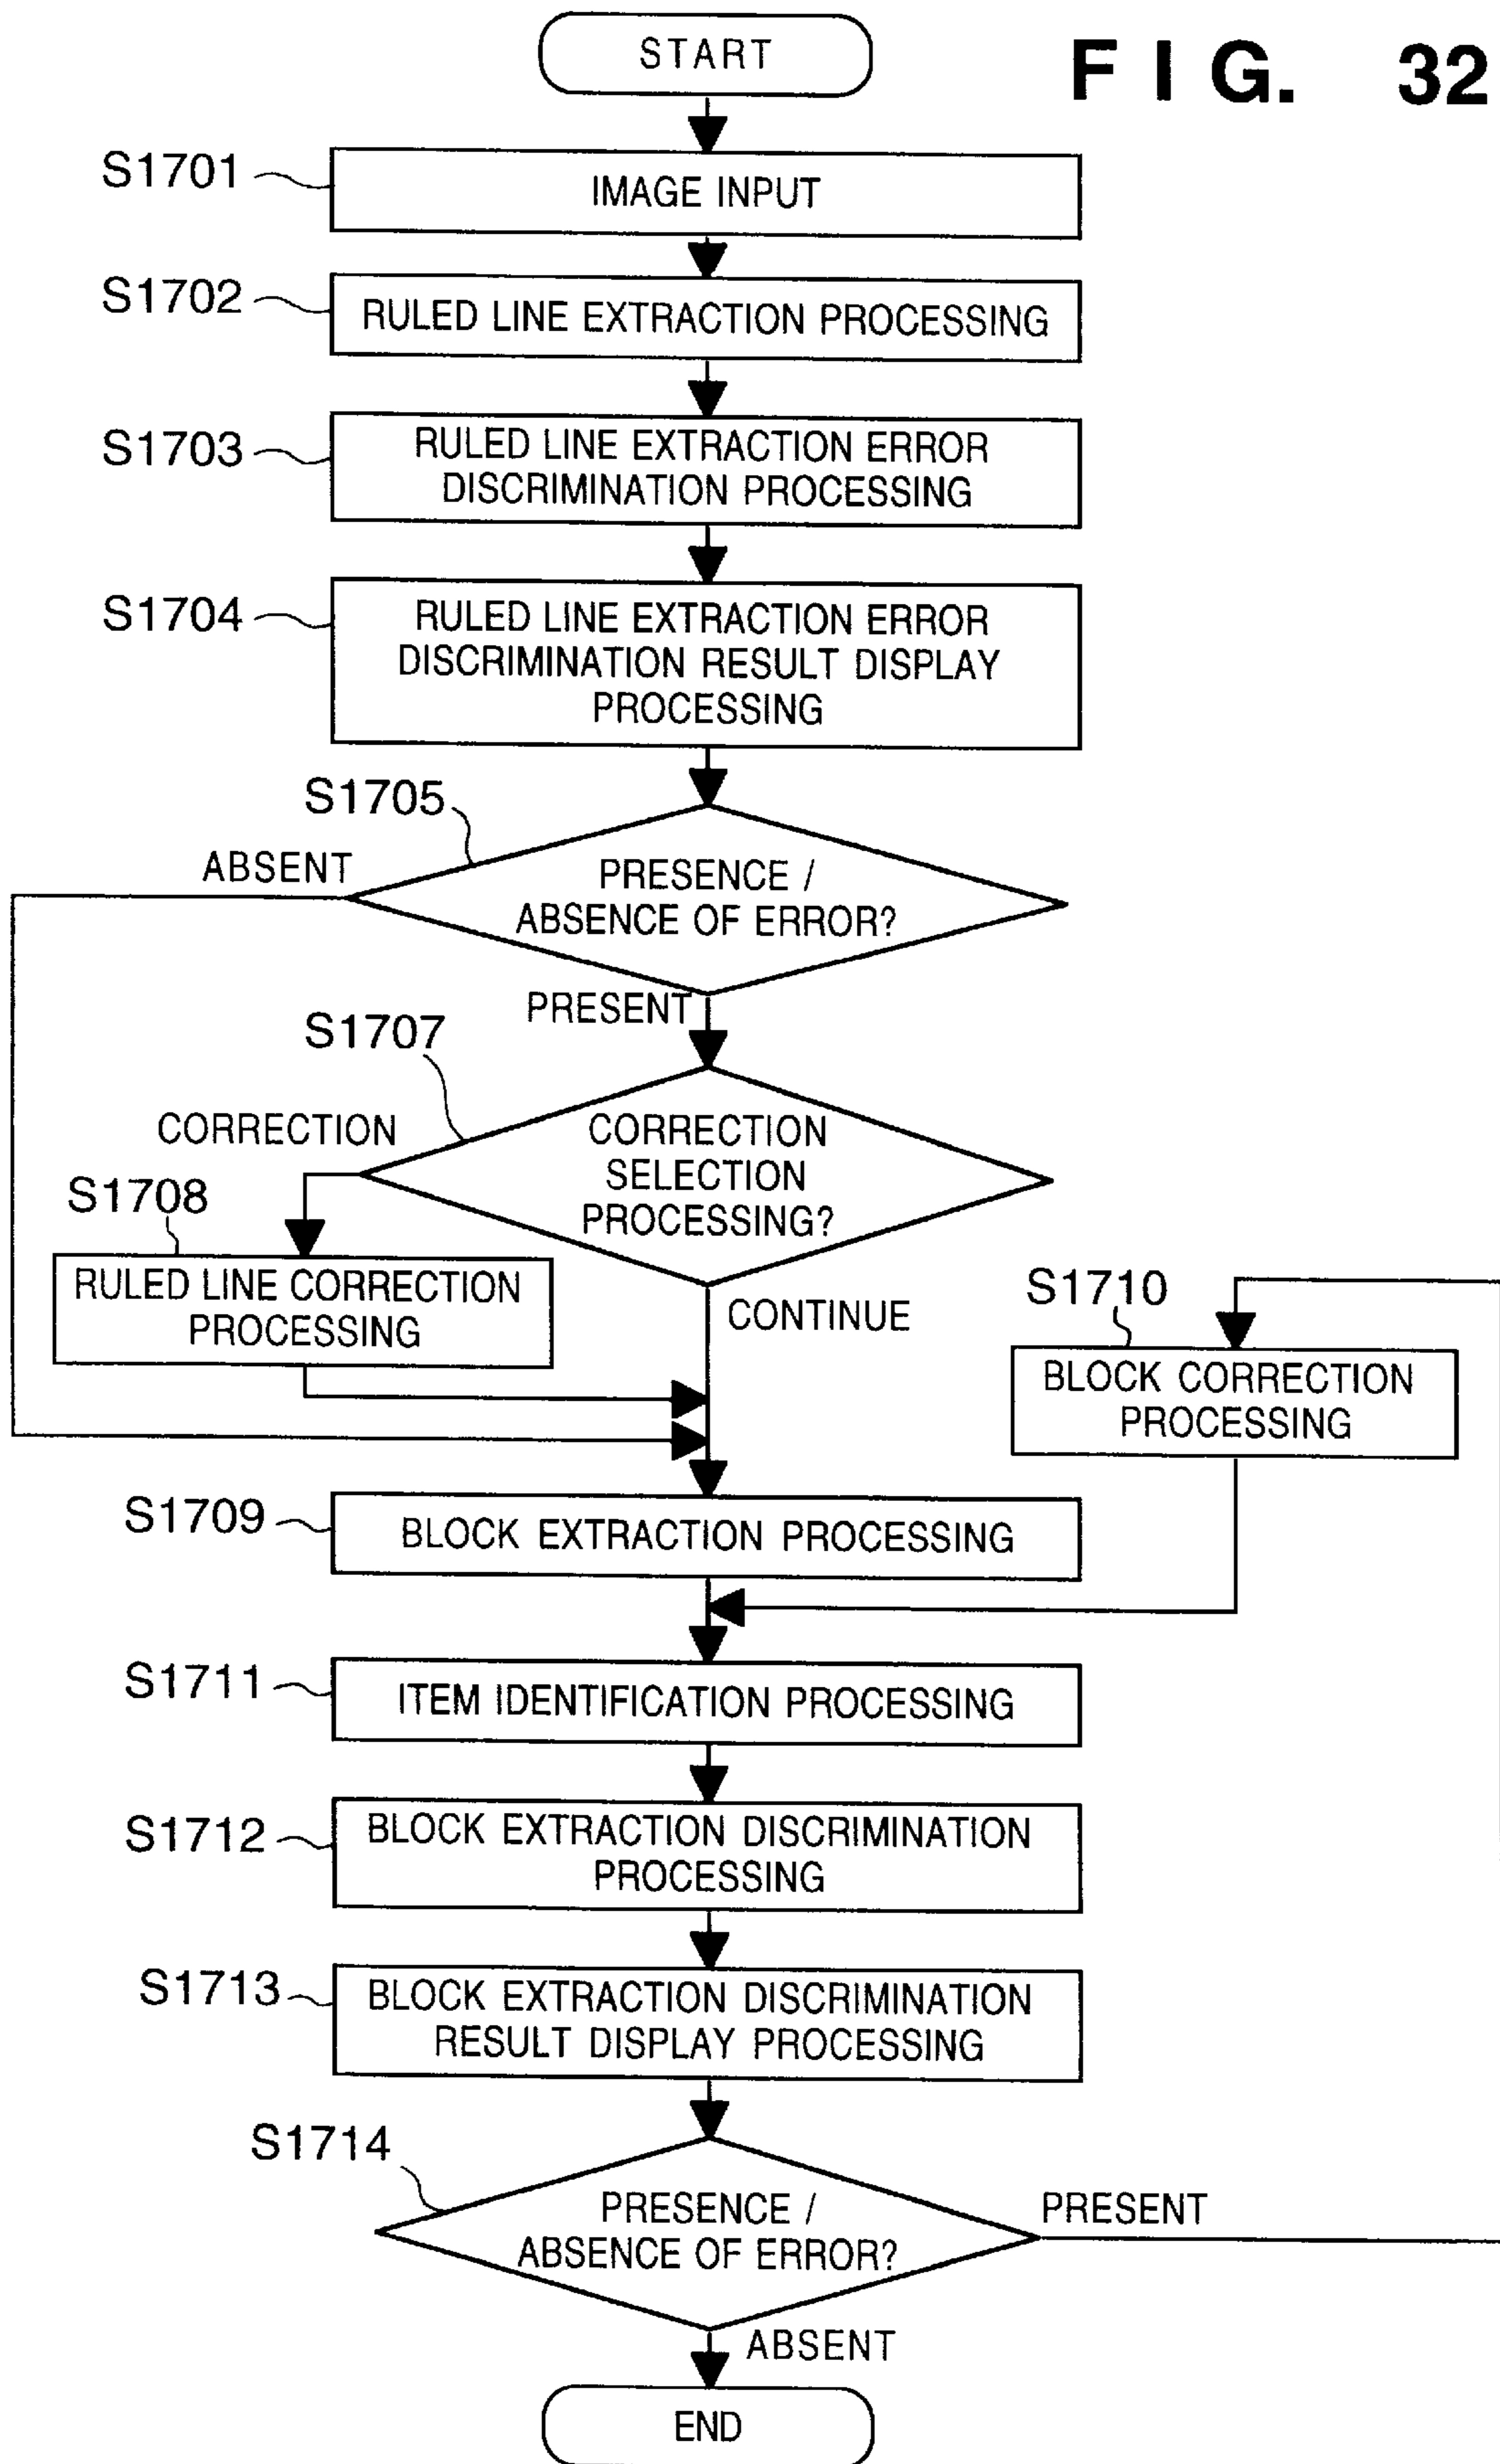 START
FIG. 32
S1701
IMAGE INPUT
S1702
RULED LINE EXTRACTION PROCESSING
S1703
RULED LINE EXTRACTION ERROR
DISCRIMINATION PROCESSING
S1704
RULED LINE EXTRACTION ERROR
DISCRIMINATION RESULT DISPLAY
PROCESSING
S1705
ABSENT
PRESENCE /
ABSENCE OF ERROR?
PRESENT
S1707
CORRECTION
CORRECTION
SELECTION
PROCESSING?
S1708
RULED LINE CORRECTION
PROCESSING
CONTINUE
S1710
BLOCK CORRECTION
PROCESSING
S1709
BLOCK EXTRACTION PROCESSING
S1711
ITEM IDENTIFICATION PROCESSING
S1712
BLOCK EXTRACTION DISCRIMINATION
PROCESSING
S1713
BLOCK EXTRACTION DISCRIMINATION
RESULT DISPLAY PROCESSING
S1714
PRESENCE /
ABSENCE OF ERROR?
PRESENT
ABSENT
END